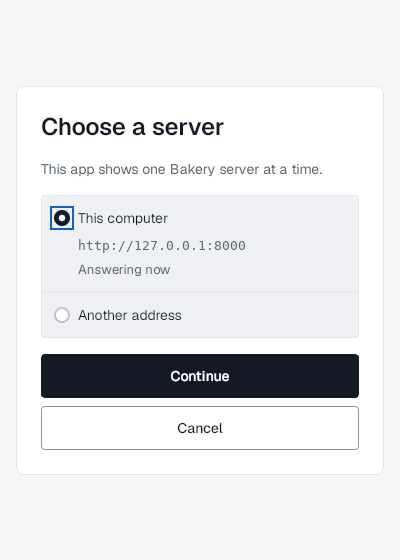 Choose a server
This app shows one Bakery server at a time.
This computer
http://127.0.0.1:8000
Answering now
Another address
Continue
Cancel